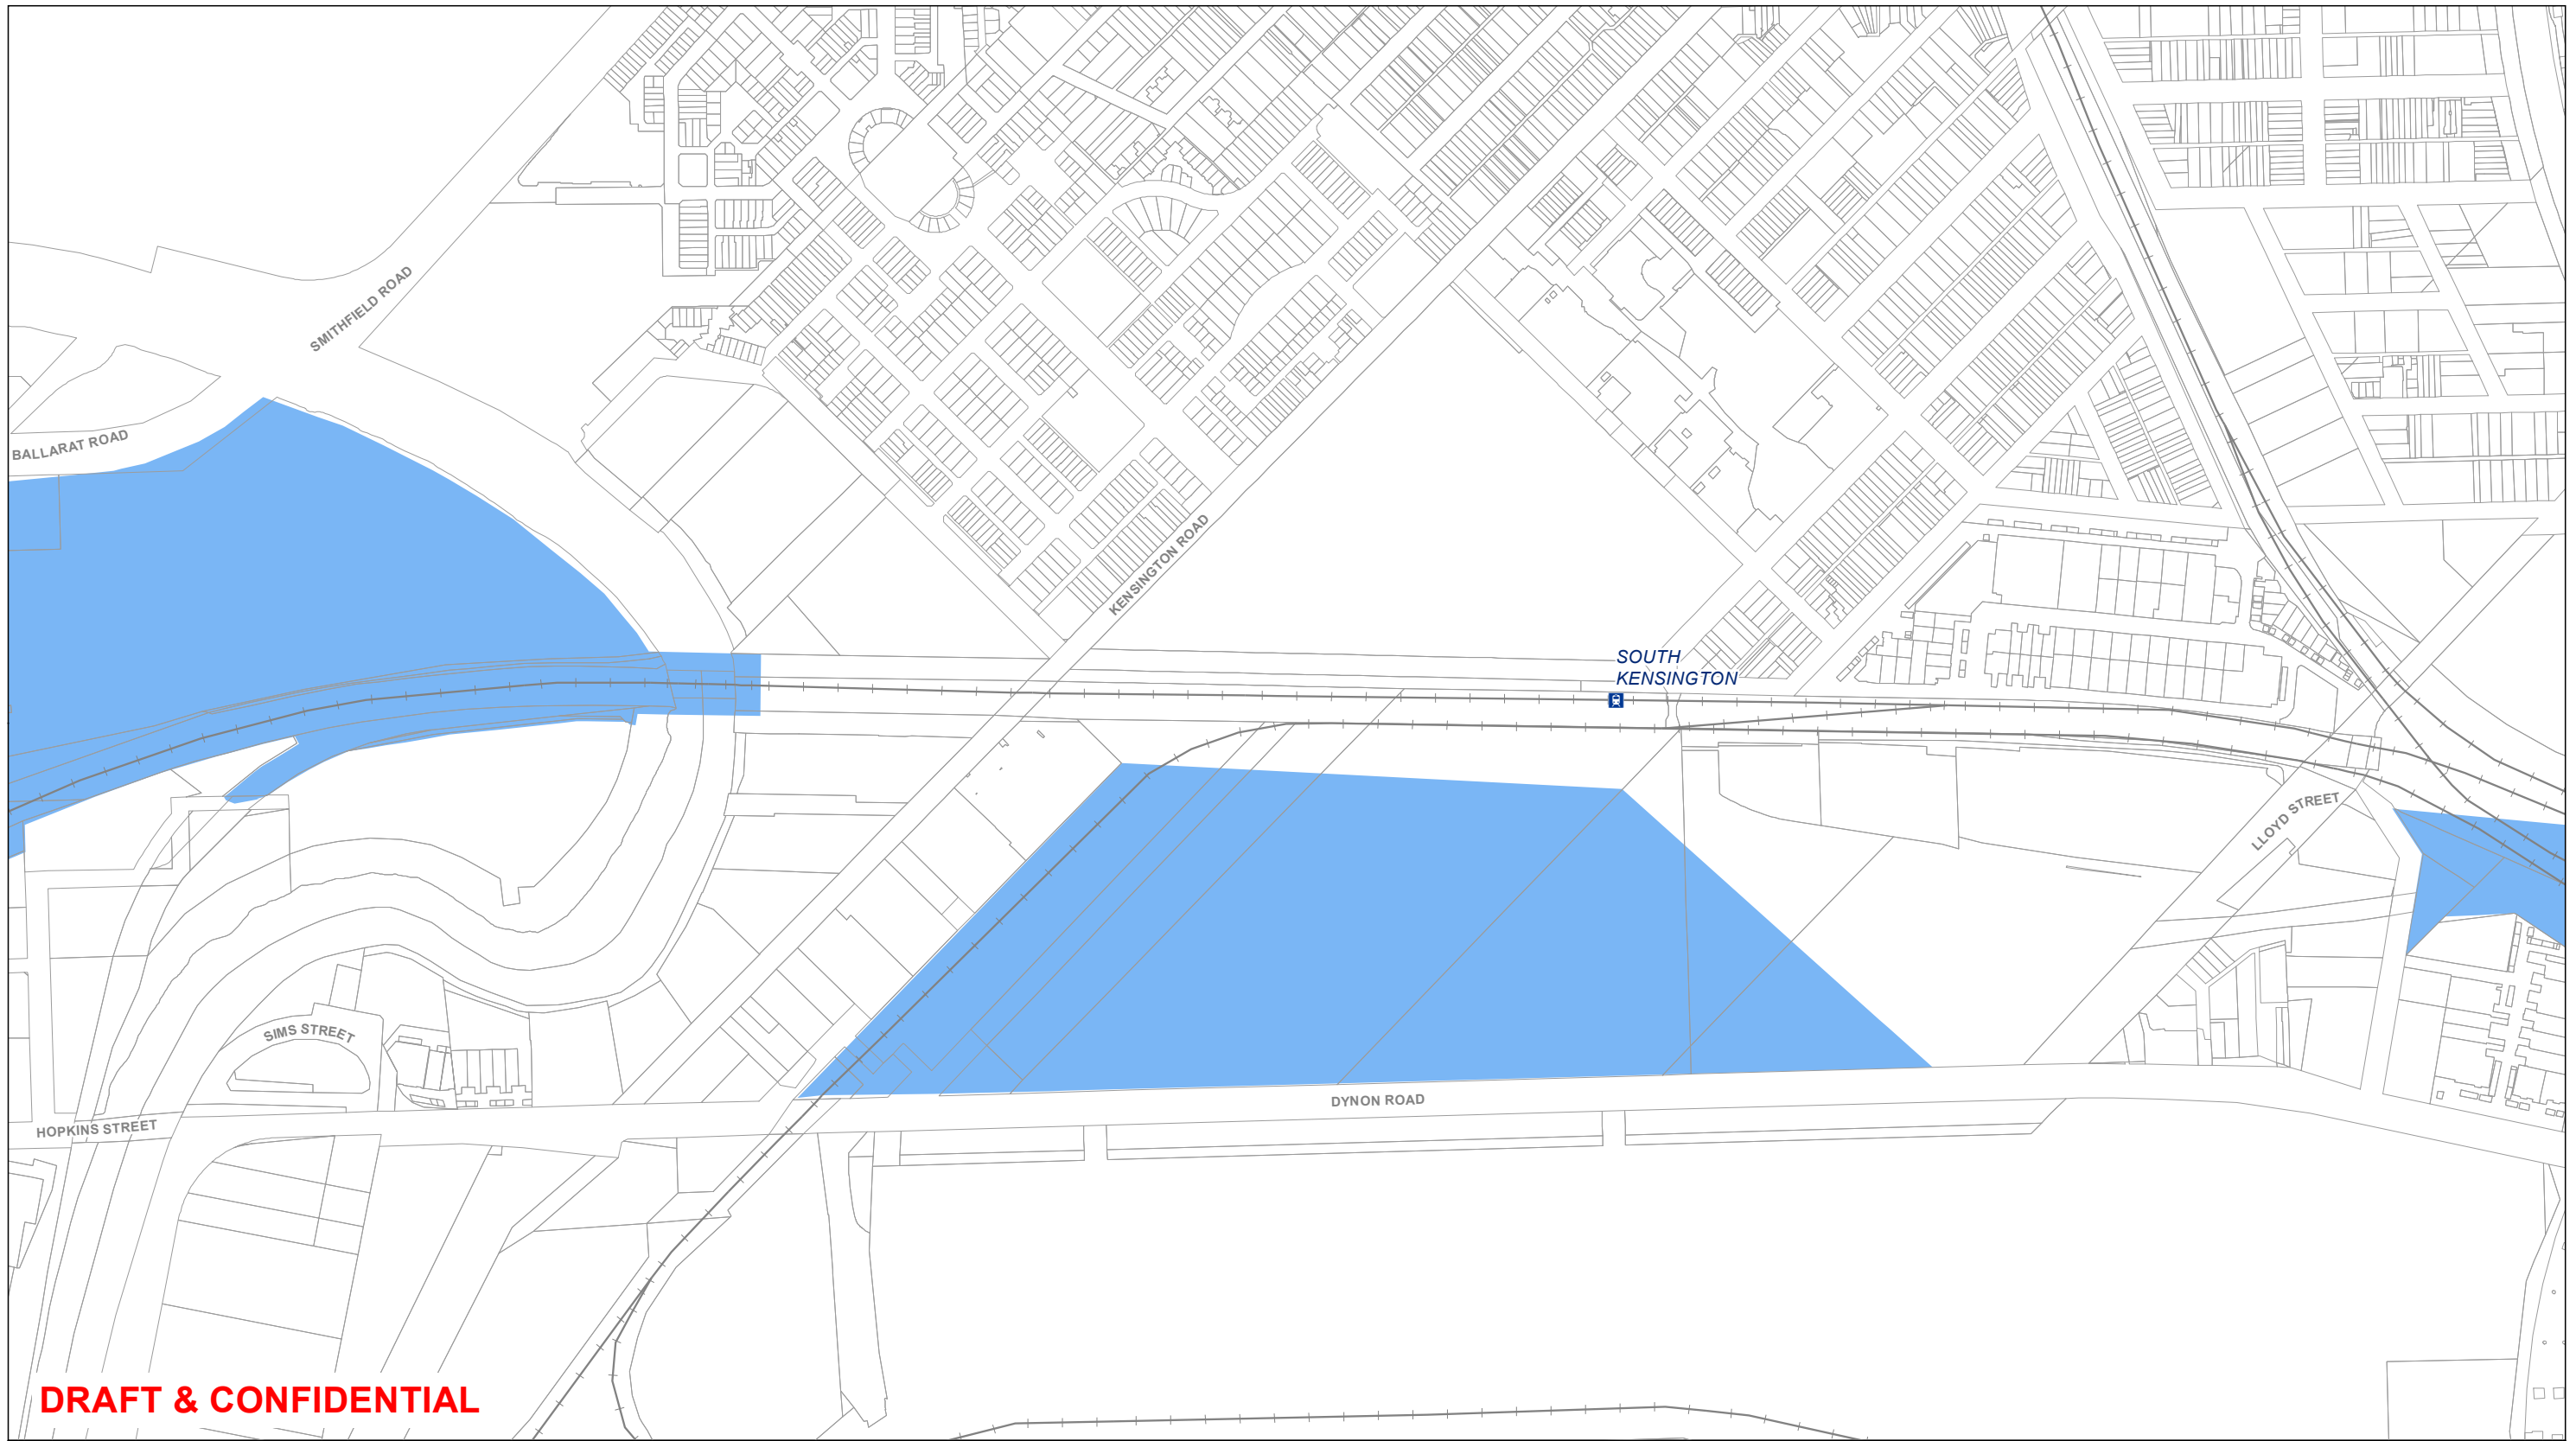 SMITHFIELD ROAD
BALLARAT ROAD
KENSINGTON ROAD
SOUTH
KENSINGTON
LLOYD STREET
SIMS STREET
DYNON ROAD
HOPKINS STREET
DRAFT & CONFIDENTIAL